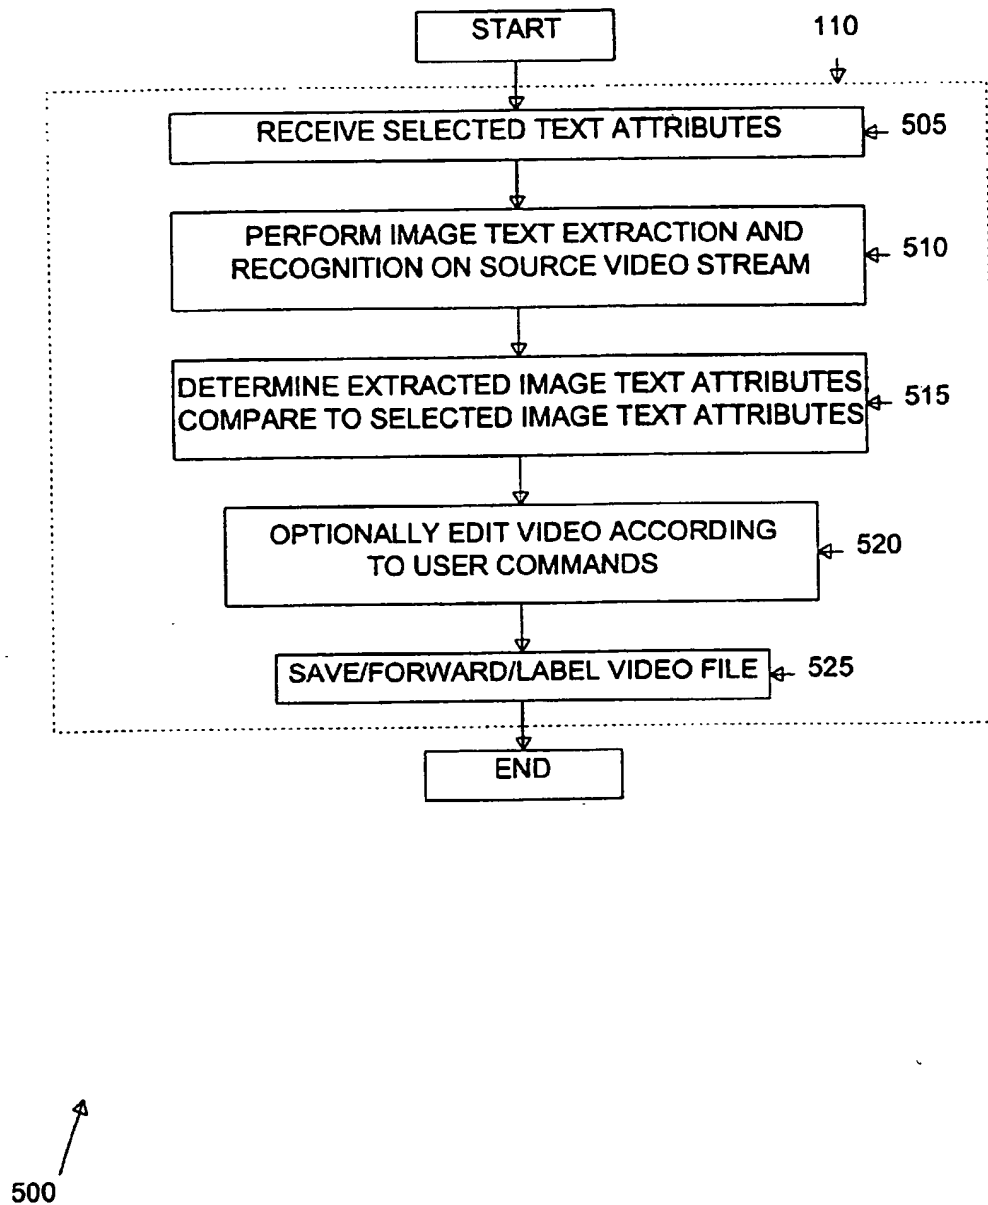 START
110
RECEIVE SELECTED TEXT ATTRIBUTES
505
PERFORM IMAGE TEXT EXTRACTION AND
RECOGNITION ON SOURCE VIDEO STREAM
510
DETERMINE EXTRACTED IMAGE TEXT ATTRIBUTES,
COMPARE TO SELECTED IMAGE TEXT ATTRIBUTES
515
OPTIONALLY EDIT VIDEO ACCORDING
TO USER COMMANDS
520
SAVE/FORWARD/LABEL VIDEO FILE
525
END
500